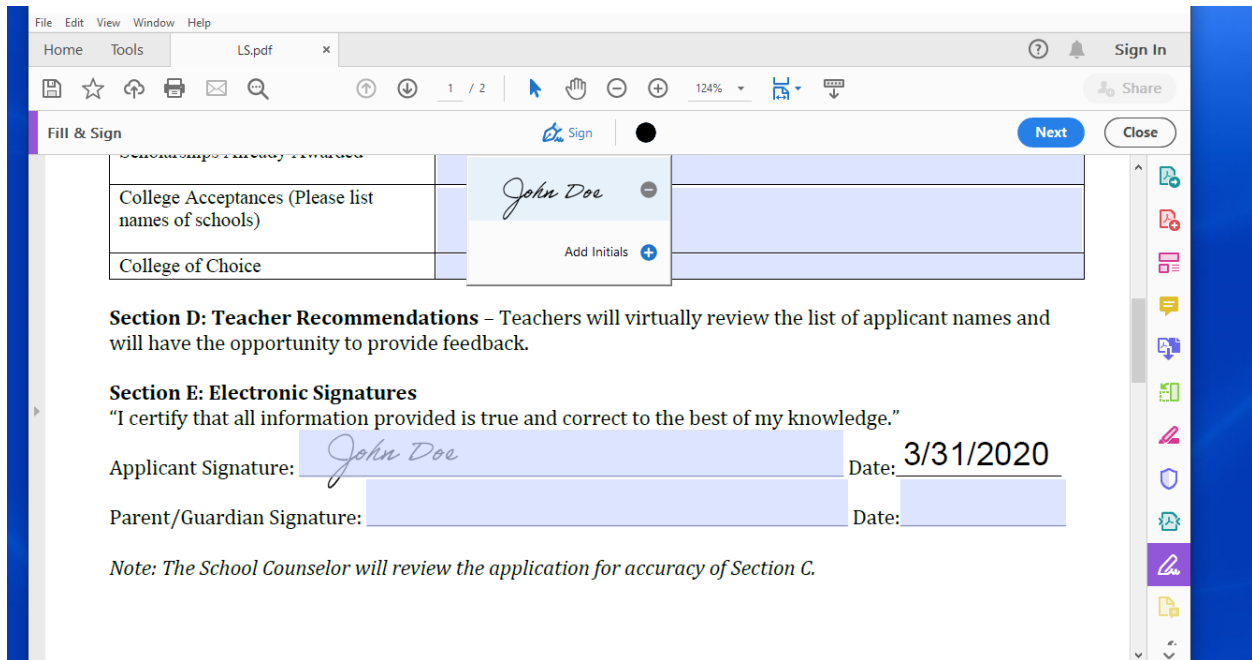 File Edit View Window Help
Home Tools LS.pdf × Sign In
1 / 2 124% Share
Fill & Sign Sign Next Close
Scholarships Already Awarded
College Acceptances (Please list
names of schools)
John Doe
Add Initials
College of Choice
Section D: Teacher Recommendations – Teachers will virtually review the list of applicant names and
will have the opportunity to provide feedback.
Section E: Electronic Signatures
“I certify that all information provided is true and correct to the best of my knowledge.”
Applicant Signature: John Doe Date: 3/31/2020
Parent/Guardian Signature: Date:
Note: The School Counselor will review the application for accuracy of Section C.